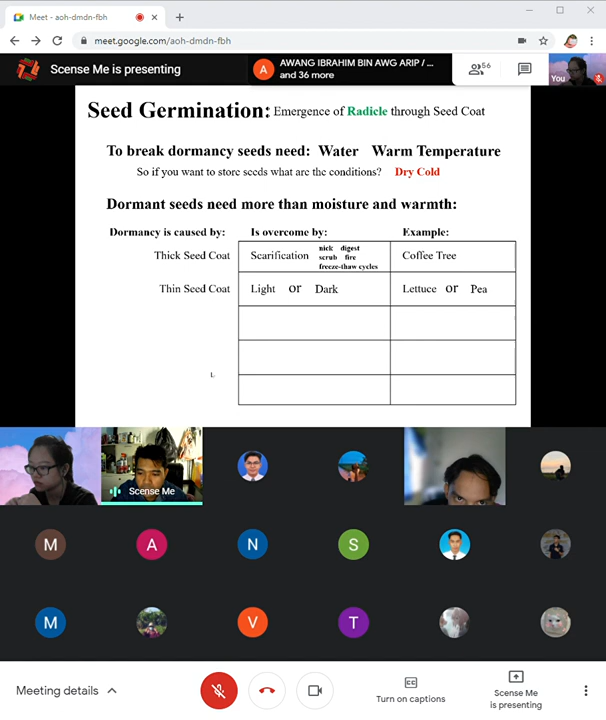 Meet - aoh-dmdn-fbh
meet.google.com/aoh-dmdn-fbh
Scense Me is presenting
A
AWANG IBRAHIM BIN AWG ARIP / ...
and 36 more
56
You
Seed Germination: Emergence of Radicle through Seed Coat
To break dormancy seeds need: Water Warm Temperature
So if you want to store seeds what are the conditions? Dry Cold
Dormant seeds need more than moisture and warmth:
Dormancy is caused by: Is overcome by: Example:
Thick Seed Coat Scarification nick digest scrub fire freeze-thaw cycles Coffee Tree
Thin Seed Coat Light or Dark Lettuce or Pea
Scense Me
M A N S
M V T
Meeting details
CC
Turn on captions
Scense Me
is presenting